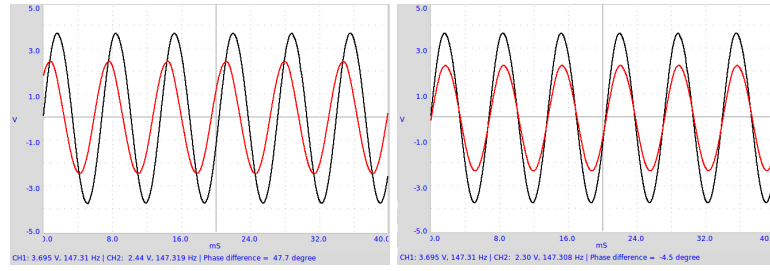 5.0
3.0
1.0
V
-1.0
-3.0
-5.0
).0 8.0 16.0 24.0 32.0 40.0
mS
CH1: 3.695 V, 147.31 Hz | CH2: 2.44 V, 147.319 Hz | Phase difference = 47.7 degree
5.0
3.0
1.0
V
-1.0
-3.0
-5.0
).0 8.0 16.0 24.0 32.0 40.
mS
CH1: 3.695 V, 147.31 Hz | CH2: 2.30 V, 147.308 Hz | Phase difference = -4.5 degree